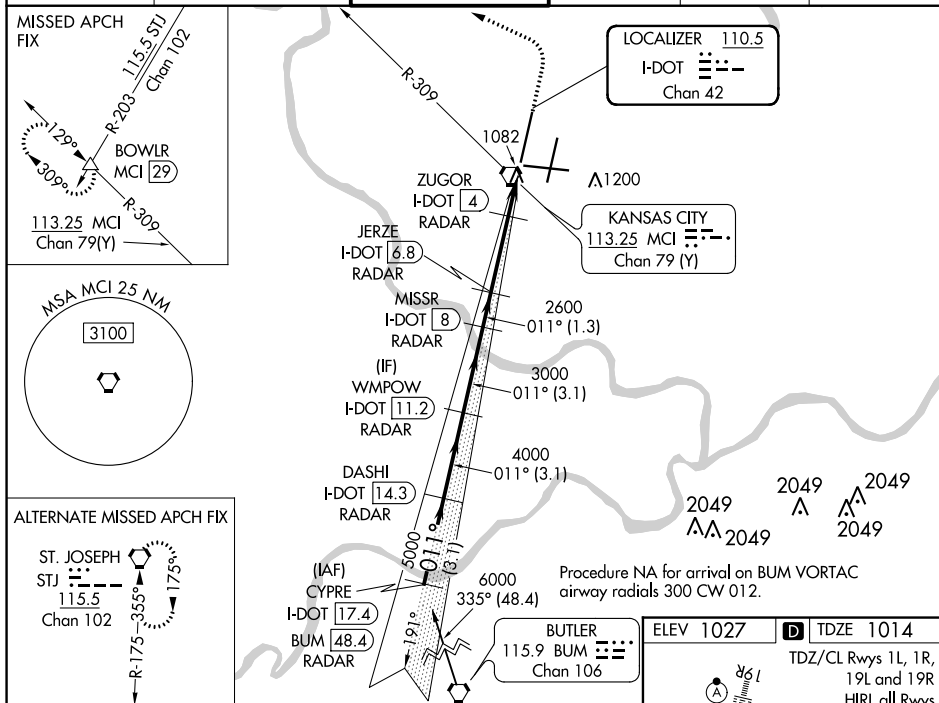 MISSED APCH
FIX
115.5 STJ
Chan 102
R-203
129°
309°
BOWLR
MCI 29
R-309
113.25 MCI
Chan 79(Y)
MSA MCI 25 NM
3100
ALTERNATE MISSED APCH FIX
ST. JOSEPH
STJ
115.5
Chan 102
R-175
355°
175°
R-309
LOCALIZER 110.5
I-DOT
Chan 42
1082
1200
ZUGOR
I-DOT 4
RADAR
KANSAS CITY
113.25 MCI
Chan 79 (Y)
JERZE
I-DOT 6.8
RADAR
MISSR
I-DOT 8
RADAR
2600
011° (1.3)
(IF)
WMPOW
I-DOT 11.2
RADAR
3000
011° (3.1)
DASHI
I-DOT 14.3
RADAR
4000
011° (3.1)
5000
011°
(3.1)
(IAF)
CYPRE
I-DOT 17.4
BUM 48.4
RADAR
191°
6000
335° (48.4)
BUTLER
115.9 BUM
Chan 106
2049
2049
2049
2049
2049
Procedure NA for arrival on BUM VORTAC
airway radials 300 CW 012.
ELEV 1027
D
TDZE 1014
TDZ/CL Rwys 1L, 1R,
19L and 19R
HIRL all Rwys
A
19R